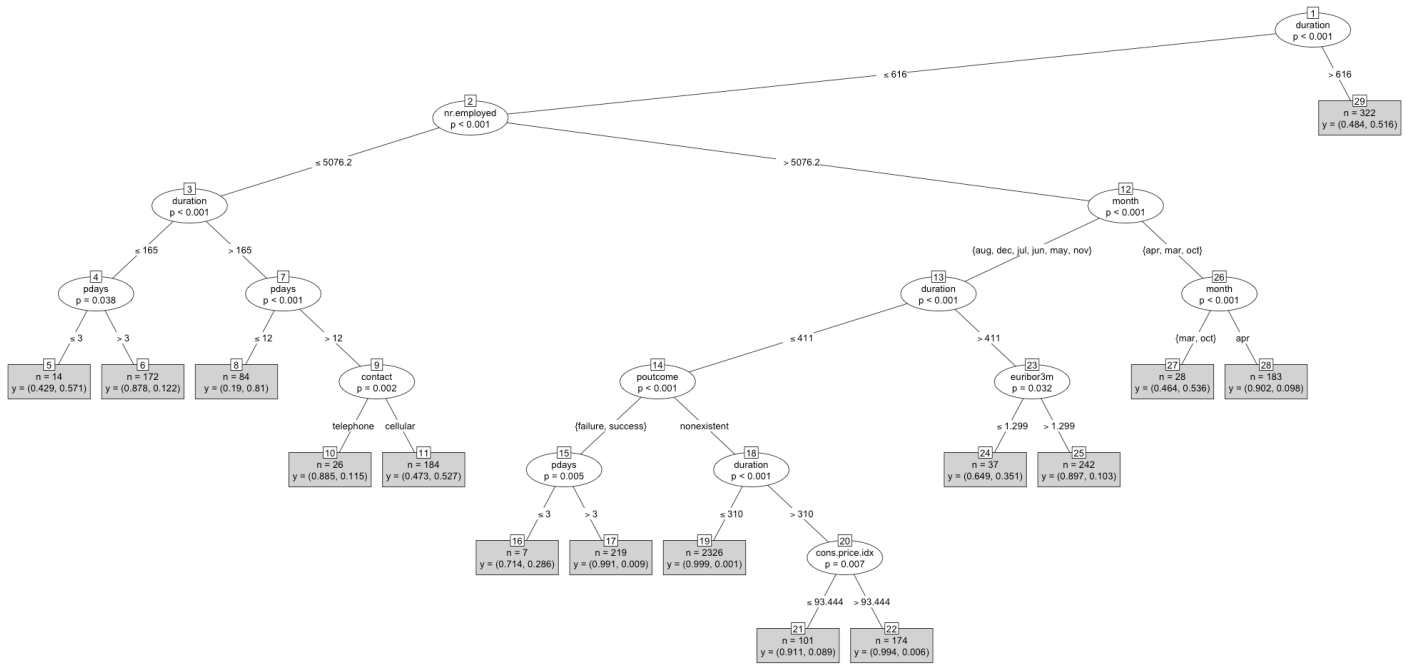 1
duration
p < 0.001
≤ 616
> 616
2
nr.employed
p < 0.001
29
n = 322
y = (0.484, 0.516)
≤ 5076.2
> 5076.2
3
duration
p < 0.001
12
month
p < 0.001
≤ 165
> 165
{aug, dec, jul, jun, may, nov}
{apr, mar, oct}
4
pdays
p = 0.038
7
pdays
p < 0.001
13
duration
p < 0.001
26
month
p < 0.001
≤ 3
> 3
≤ 12
> 12
≤ 411
> 411
{mar, oct}
apr
5
n = 14
y = (0.429, 0.571)
6
n = 172
y = (0.878, 0.122)
8
n = 84
y = (0.19, 0.81)
9
contact
p = 0.002
14
poutcome
p < 0.001
23
euribor3m
p = 0.032
27
n = 28
y = (0.464, 0.536)
28
n = 183
y = (0.902, 0.098)
telephone
cellular
{failure, success}
nonexistent
≤ 1.299
> 1.299
10
n = 26
y = (0.885, 0.115)
11
n = 184
y = (0.473, 0.527)
15
pdays
p = 0.005
18
duration
p < 0.001
24
n = 37
y = (0.649, 0.351)
25
n = 242
y = (0.897, 0.103)
≤ 3
> 3
≤ 310
> 310
16
n = 7
y = (0.714, 0.286)
17
n = 219
y = (0.991, 0.009)
19
n = 2326
y = (0.999, 0.001)
20
cons.price.idx
p = 0.007
≤ 93.444
> 93.444
21
n = 101
y = (0.911, 0.089)
22
n = 174
y = (0.994, 0.006)